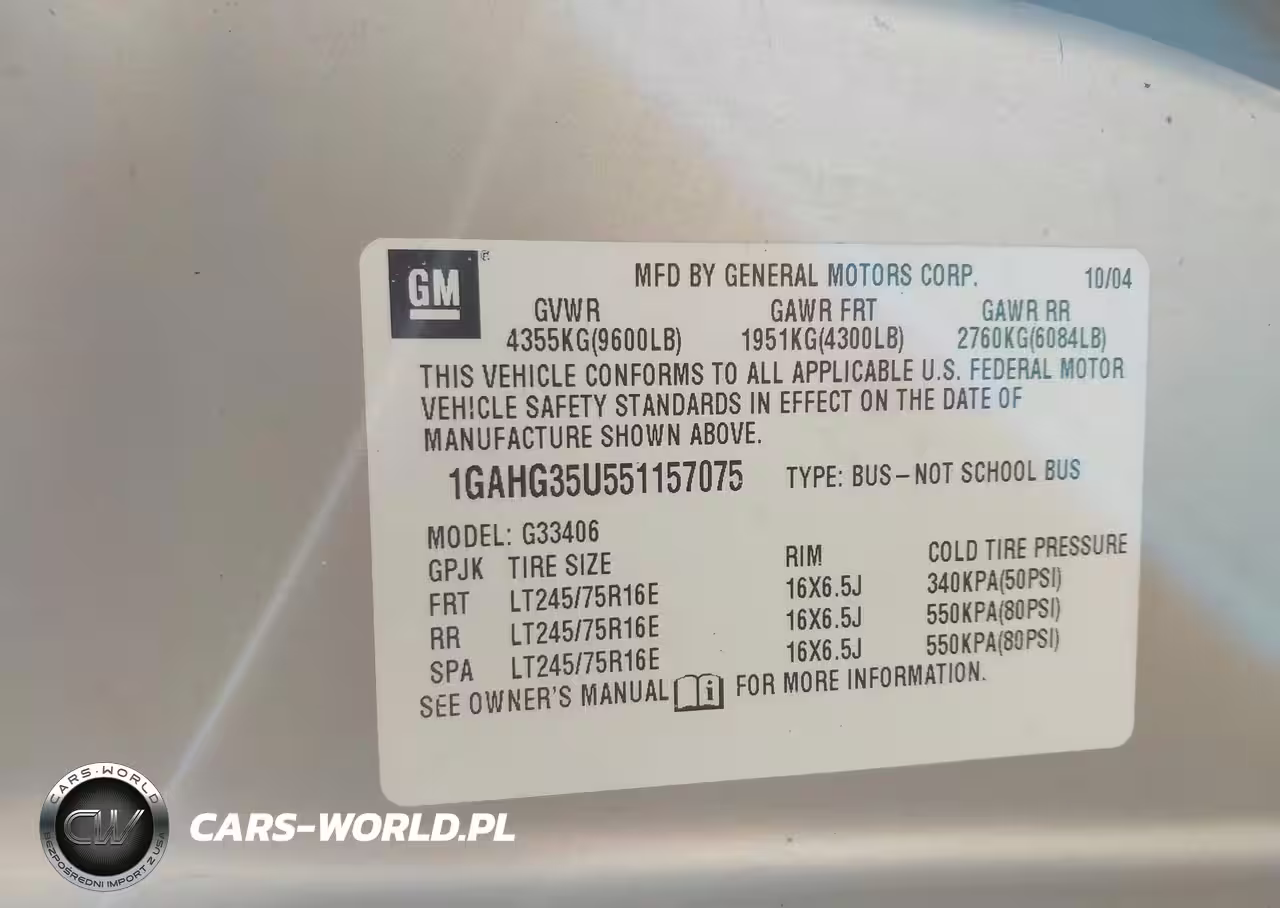 GM ®
MFD BY GENERAL MOTORS CORP. 10/04
GVWR GAWR FRT GAWR RR
4355KG(9600LB) 1951KG(4300LB) 2760KG(6084LB)
THIS VEHICLE CONFORMS TO ALL APPLICABLE U.S. FEDERAL MOTOR
VEHICLE SAFETY STANDARDS IN EFFECT ON THE DATE OF
MANUFACTURE SHOWN ABOVE.
1GAHG35U551157075 TYPE: BUS-NOT SCHOOL BUS
MODEL: G33406
GPJK TIRE SIZE RIM COLD TIRE PRESSURE
FRT LT245/75R16E 16X6.5J 340KPA(50PSI)
RR LT245/75R16E 16X6.5J 550KPA(80PSI)
SPA LT245/75R16E 16X6.5J 550KPA(80PSI)
SEE OWNER'S MANUAL i FOR MORE INFORMATION.
CARS-WORLD
CW
BEZPOŚREDNI IMPORT Z USA
CARS-WORLD.PL